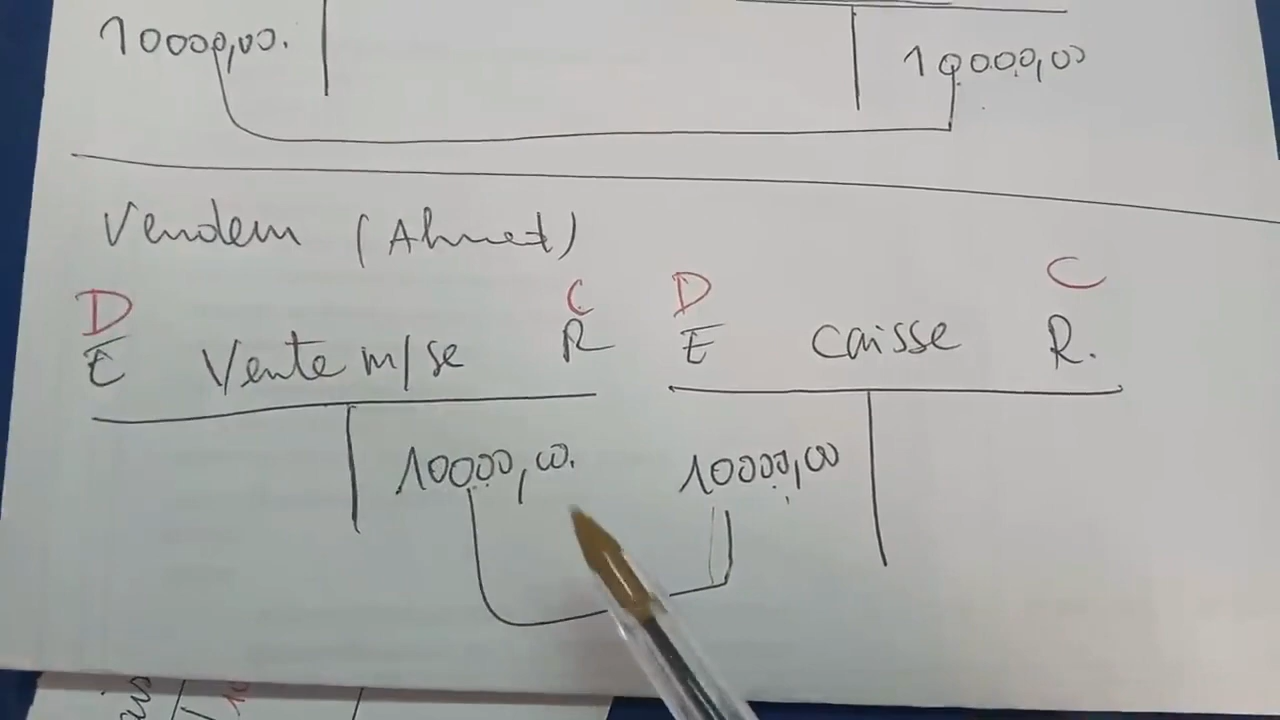 10000,00. 10000,00
Vendeur (Ahmed)
D C D C
E Vente m/se R E caisse R.
10000,00. 10000,00